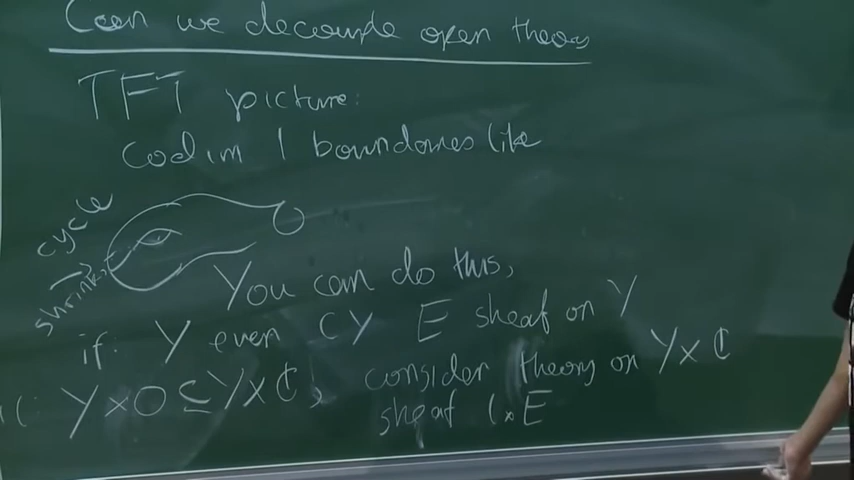 Can we decouple open theory
TFT picture:
Codim 1 boundaries like
cycle
shrinks
You can do this,
if: Y even CY E sheaf on Y
i: Y×0 ⊆ Y×ℂ, consider theory on Y×ℂ
sheaf i*E